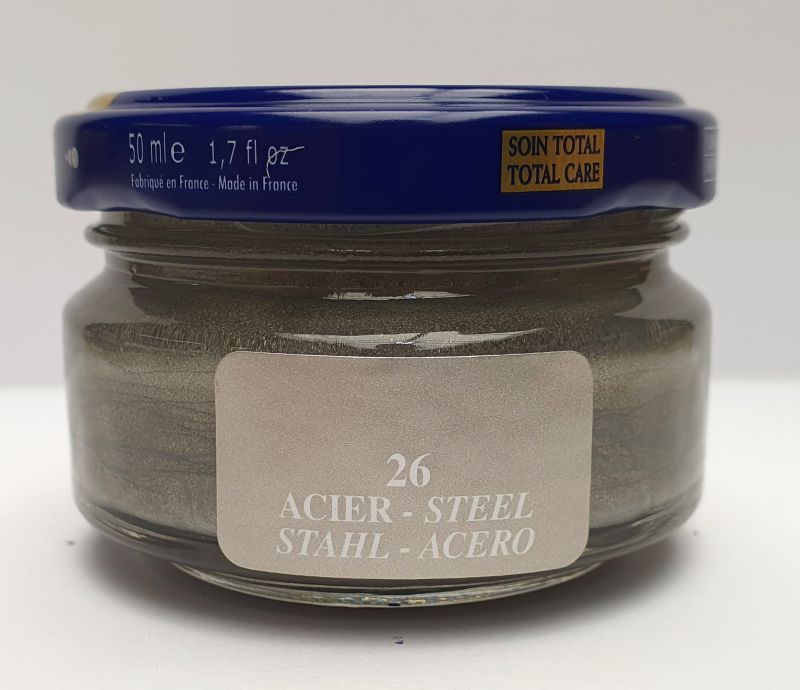 50 ml e 1,7 fl oz
Fabriqué en France - Made in France
SOIN TOTAL
TOTAL CARE
26
ACIER - STEEL
STAHL - ACERO